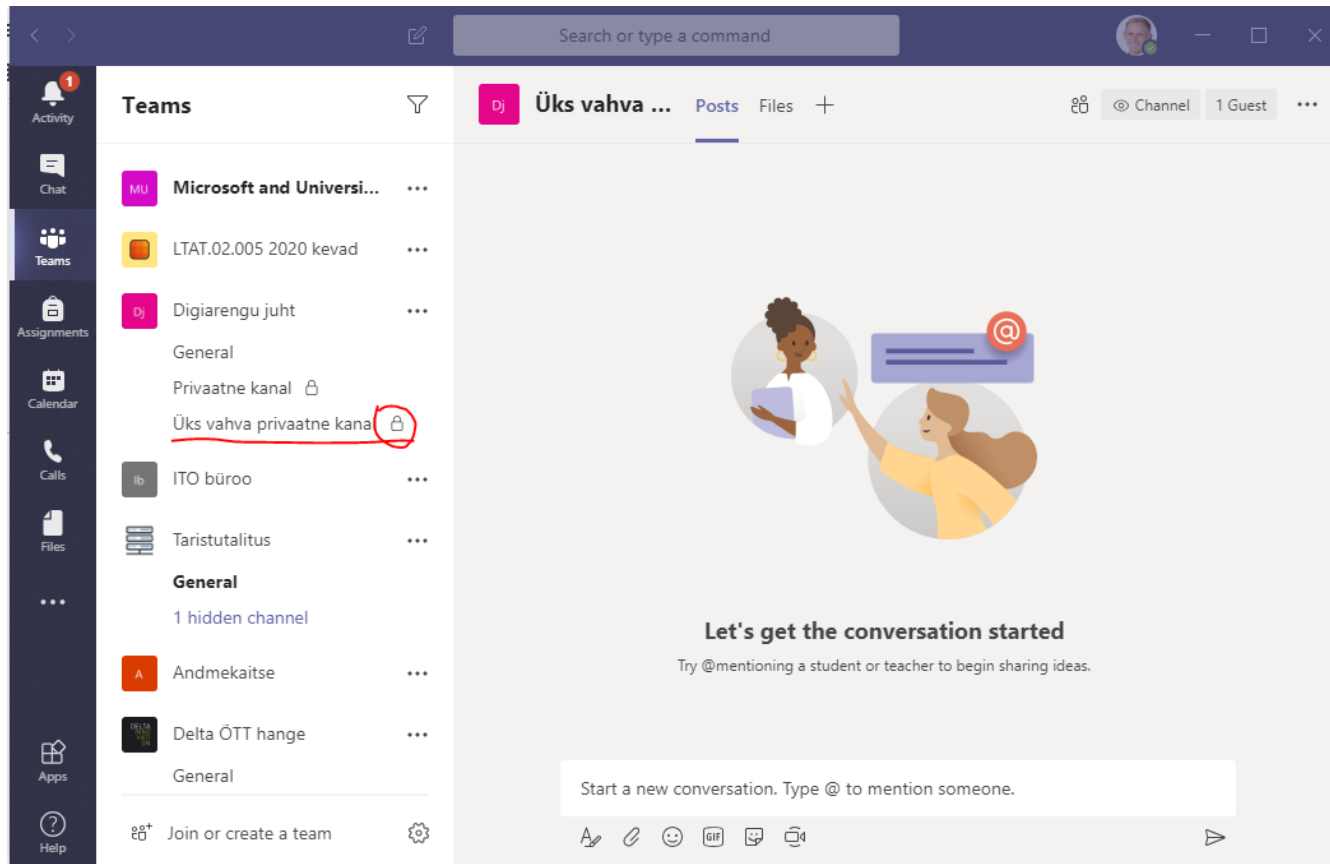 Search or type a command
1
Activity
Chat
Teams
Assignments
Calendar
Calls
Files
Apps
Help
Teams
MU Microsoft and Universi...
LTAT.02.005 2020 kevad
Dj Digiarengu juht
General
Privaatne kanal
Üks vahva privaatne kana
Ib ITO büroo
Taristutalitus
General
1 hidden channel
A Andmekaitse
DELTA
Delta ÕTT hange
General
Join or create a team
Dj Üks vahva ... Posts Files Channel 1 Guest
@
Let's get the conversation started
Try @mentioning a student or teacher to begin sharing ideas.
Start a new conversation. Type @ to mention someone.
GIF